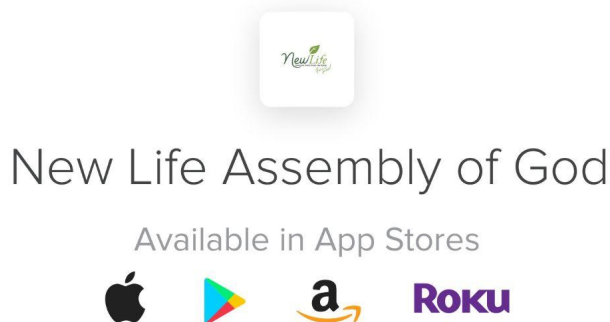 New Life
New Life Assembly of God
Available in App Stores
a
ROKU